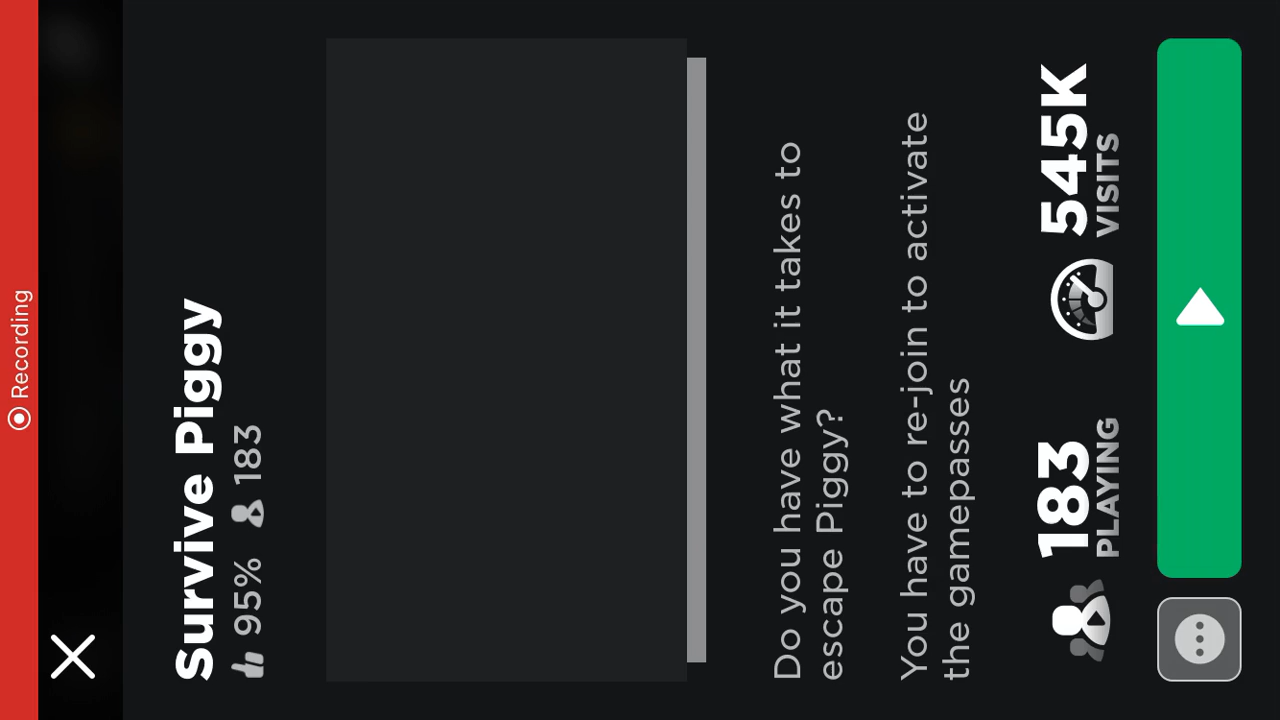 Recording
Survive Piggy
95% 183
Do you have what it takes to
escape Piggy?
You have to re-join to activate
the gamepasses
183
PLAYING
545K
VISITS